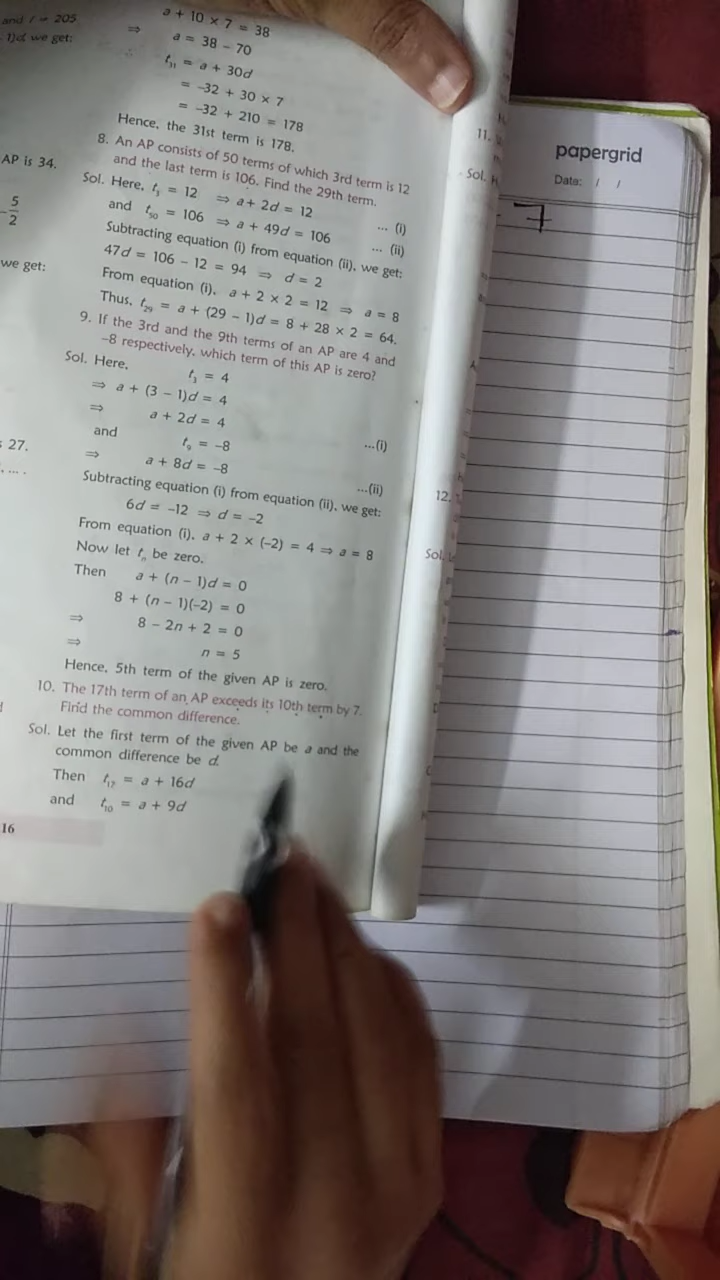 and l = 205.
1)d, we get:
AP is 34.
5
2
we get:
27.
a + 10 × 7 = 38
⇒ a = 38 – 70
t₃₁ = a + 30d
= –32 + 30 × 7
= –32 + 210 = 178
Hence, the 31st term is 178.
8. An AP consists of 50 terms of which 3rd term is 12
and the last term is 106. Find the 29th term.
Sol. Here, t₃ = 12 ⇒ a + 2d = 12 ... (i)
and t₅₀ = 106 ⇒ a + 49d = 106 ... (ii)
Subtracting equation (i) from equation (ii), we get:
47d = 106 – 12 = 94 ⇒ d = 2
From equation (i), a + 2 × 2 = 12 ⇒ a = 8
Thus, t₂₉ = a + (29 – 1)d = 8 + 28 × 2 = 64.
9. If the 3rd and the 9th terms of an AP are 4 and
–8 respectively, which term of this AP is zero?
Sol. Here, t₃ = 4
⇒ a + (3 – 1)d = 4
⇒ a + 2d = 4 ...(i)
and t₉ = –8
⇒ a + 8d = –8 ...(ii)
Subtracting equation (i) from equation (ii), we get:
6d = –12 ⇒ d = –2
From equation (i), a + 2 × (–2) = 4 ⇒ a = 8
Now let tₙ be zero.
Then a + (n – 1)d = 0
8 + (n – 1)(–2) = 0
⇒ 8 – 2n + 2 = 0
⇒ n = 5
Hence, 5th term of the given AP is zero.
10. The 17th term of an AP exceeds its 10th term by 7.
Find the common difference.
Sol. Let the first term of the given AP be a and the
common difference be d.
Then t₁₇ = a + 16d
and t₁₀ = a + 9d
16
11.
Sol.
12.
Sol.
papergrid
Date: / /
7